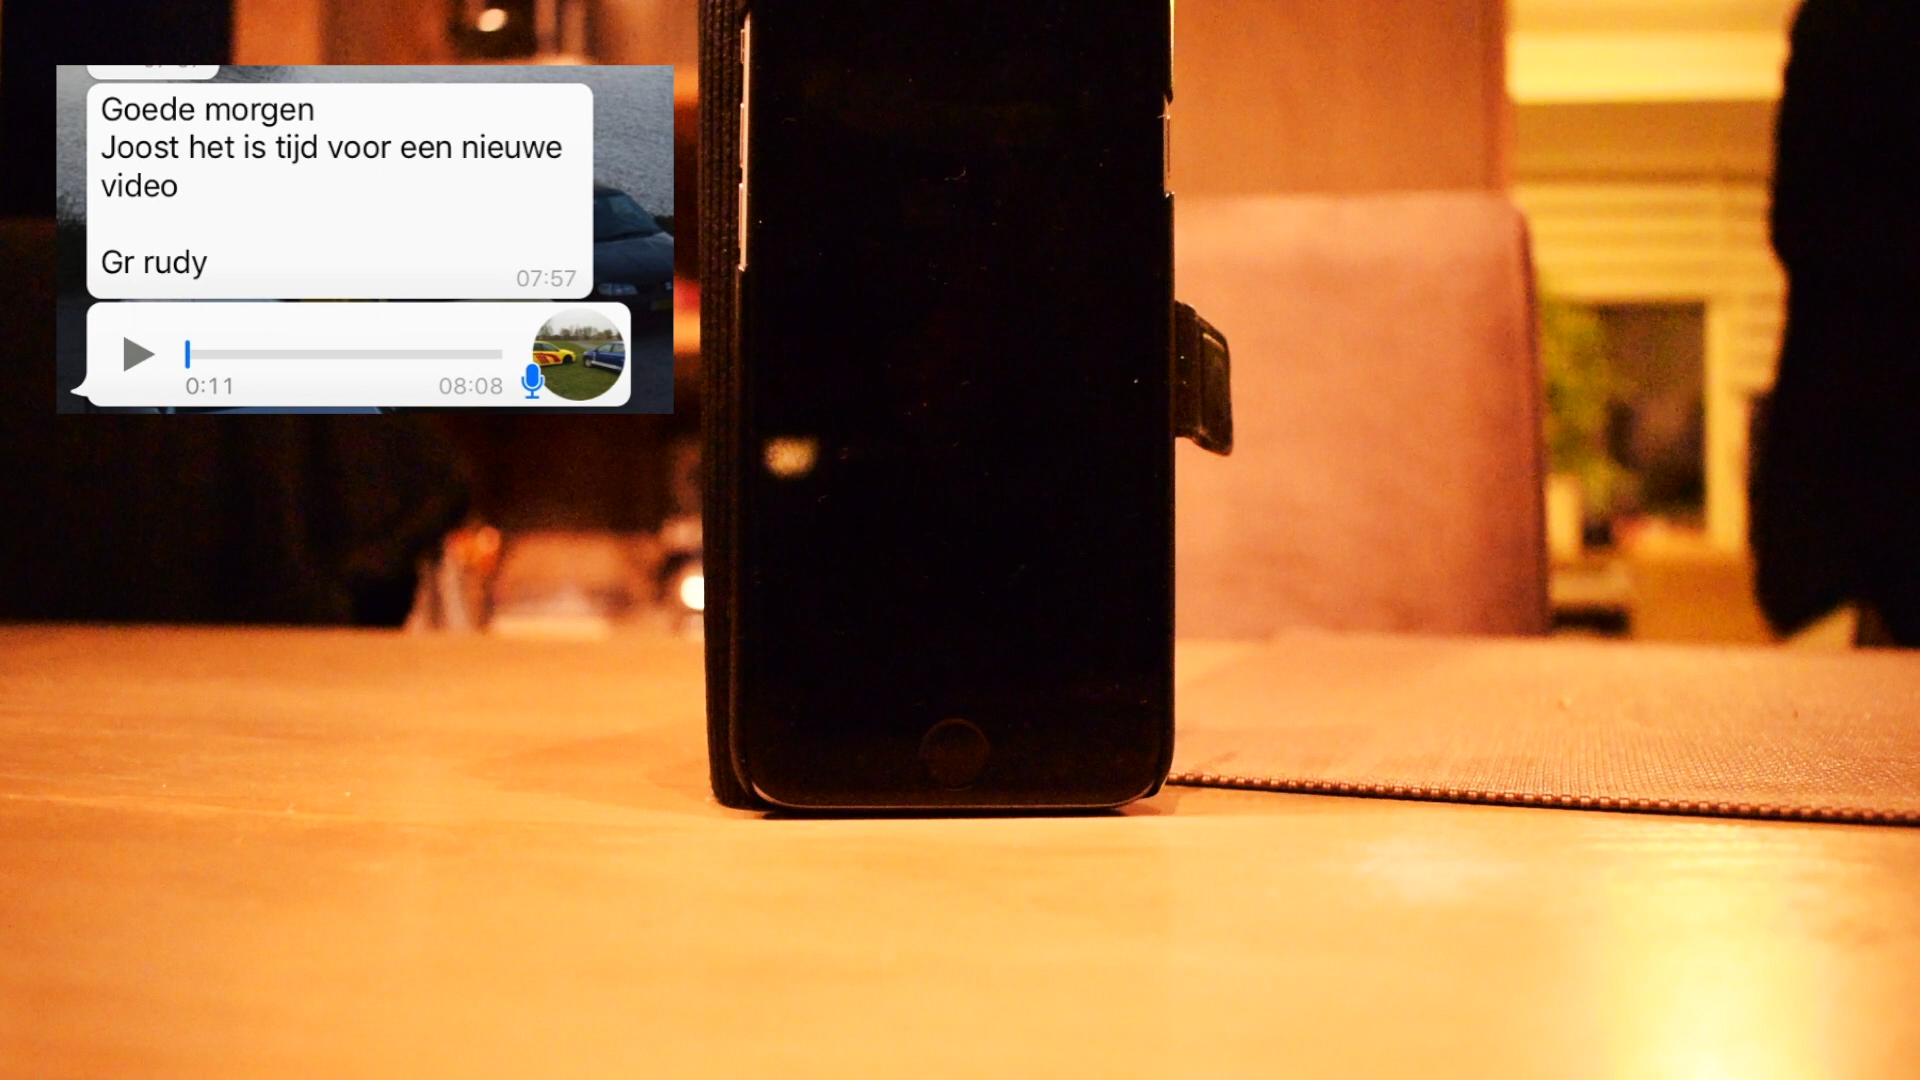 Goede morgen
Joost het is tijd voor een nieuwe
video
Gr rudy
07:57
0:11
08:08